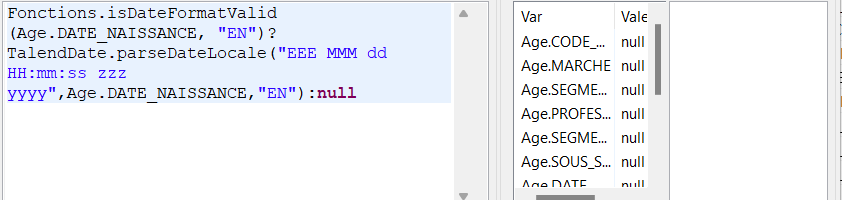 Fonctions.isDateFormatValid
(Age.DATE_NAISSANCE, "EN")?
TalendDate.parseDateLocale("EEE MMM dd
HH:mm:ss zzz
yyyy",Age.DATE_NAISSANCE,"EN"):null
Var Vale
Age.CODE_... null
Age.MARCHE null
Age.SEGME... null
Age.PROFES... null
Age.SEGME... null
Age.SOUS_S... null
Age.DATE null